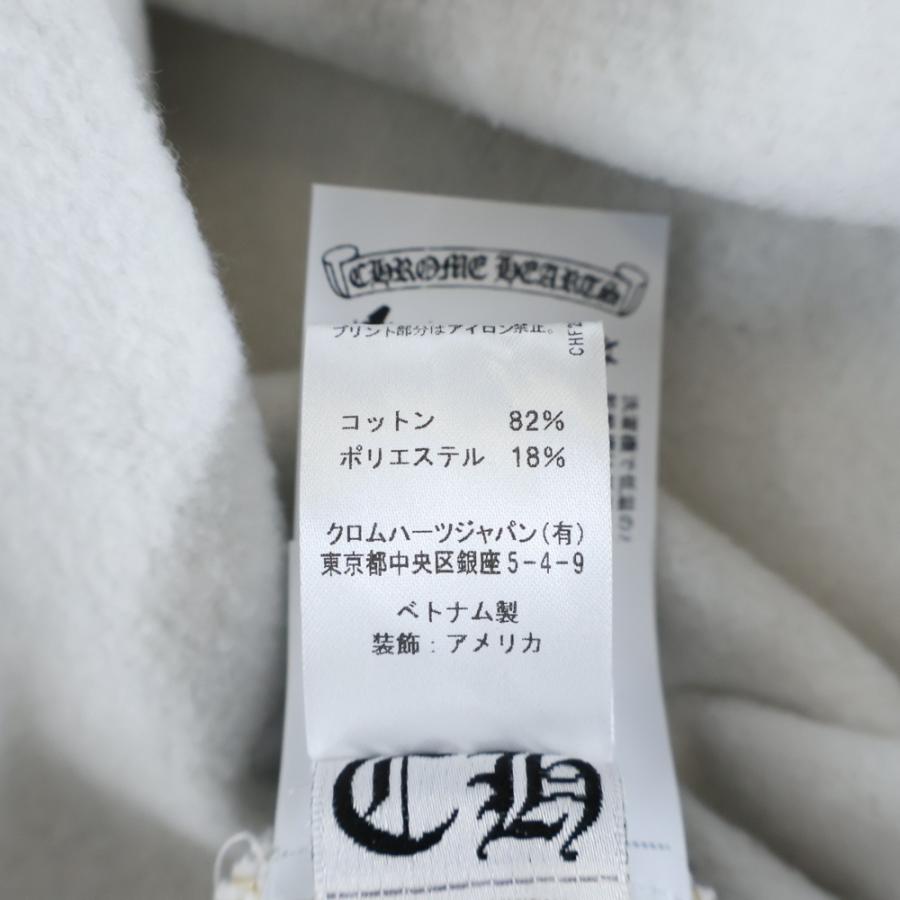 CHROME HEARTS
プリント部分はアイロン禁止。
CHF2
コットン 82%
ポリエステル 18%
クロムハーツジャパン(有)
東京都中央区銀座5-4-9
ベトナム製
装飾：アメリカ
CH